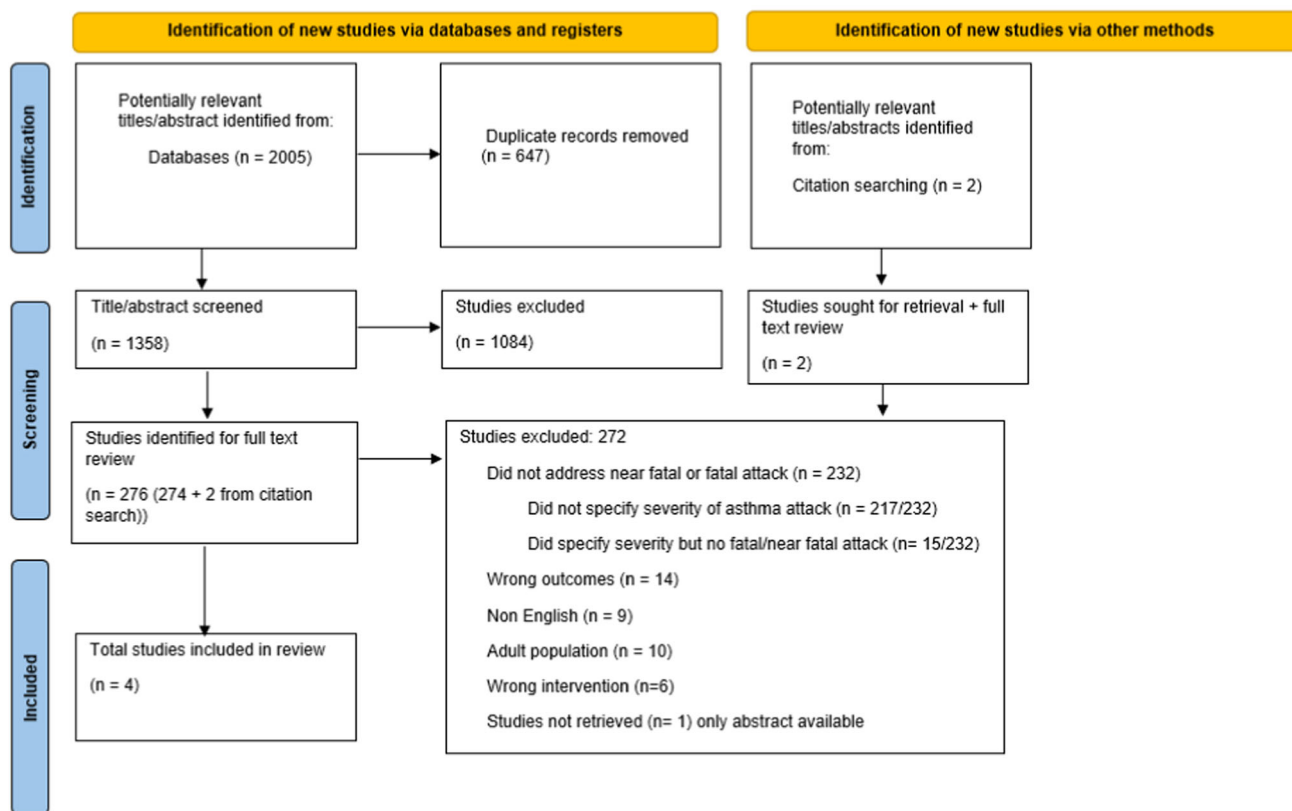 Identification of new studies via databases and registers
Identification of new studies via other methods
Identification
Potentially relevant
titles/abstract identified from:
Databases (n = 2005)
Duplicate records removed
(n = 647)
Potentially relevant
titles/abstracts identified
from:
Citation searching (n = 2)
Screening
Title/abstract screened
(n = 1358)
Studies excluded
(n = 1084)
Studies sought for retrieval + full
text review
(n = 2)
Studies identified for full text
review
(n = 276 (274 + 2 from citation
search))
Studies excluded: 272
Did not address near fatal or fatal attack (n = 232)
Did not specify severity of asthma attack (n = 217/232)
Did specify severity but no fatal/near fatal attack (n= 15/232)
Wrong outcomes (n = 14)
Non English (n = 9)
Adult population (n = 10)
Wrong intervention (n=6)
Studies not retrieved (n= 1) only abstract available
Included
Total studies included in review
(n = 4)